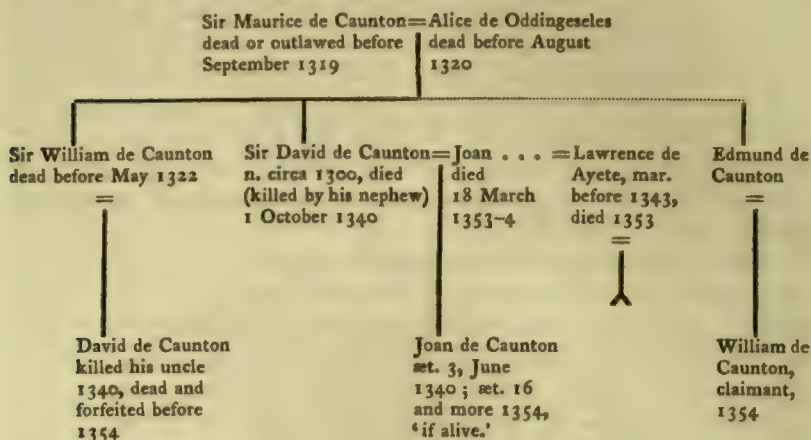 Sir Maurice de Caunton=Alice de Oddingeseles
dead or outlawed before dead before August
September 1319 1320
Sir William de Caunton
dead before May 1322
=
Sir David de Caunton=Joan . . . =Lawrence de
n. circa 1300, died died Ayete, mar.
(killed by his nephew) 18 March before 1343,
1 October 1340 1353-4 died 1353
=
Edmund de
Caunton
=
David de Caunton
killed his uncle
1340, dead and
forfeited before
1354
Joan de Caunton
æt. 3, June
1340 ; æt. 16
and more 1354,
‘if alive.’
William de
Caunton,
claimant,
1354